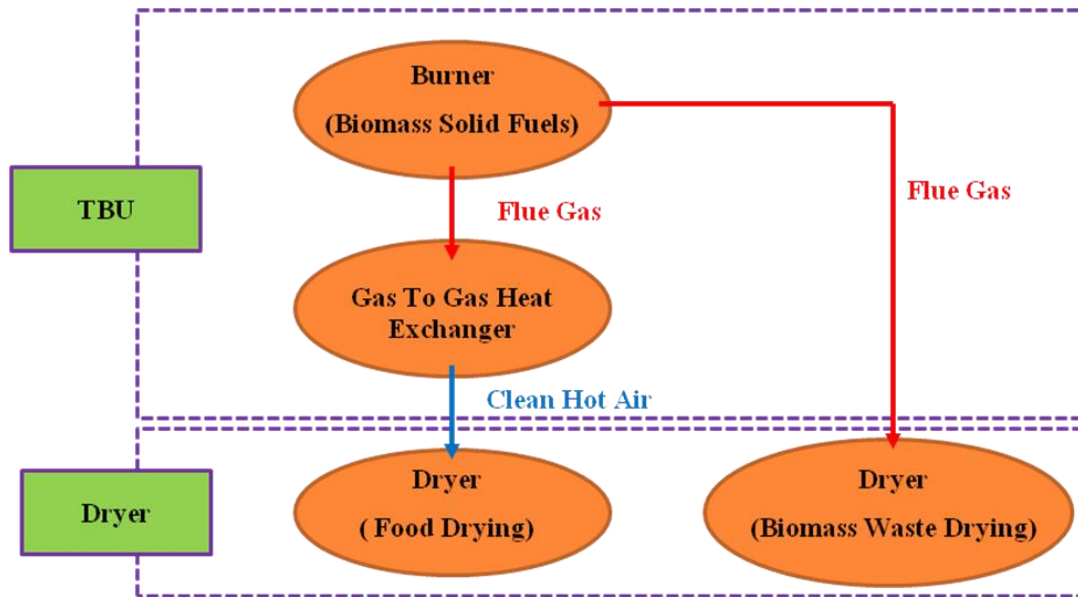 Burner
(Biomass Solid Fuels)
TBU
Flue Gas
Flue Gas
Gas To Gas Heat
Exchanger
Clean Hot Air
Dryer
Dryer
( Food Drying)
Dryer
(Biomass Waste Drying)